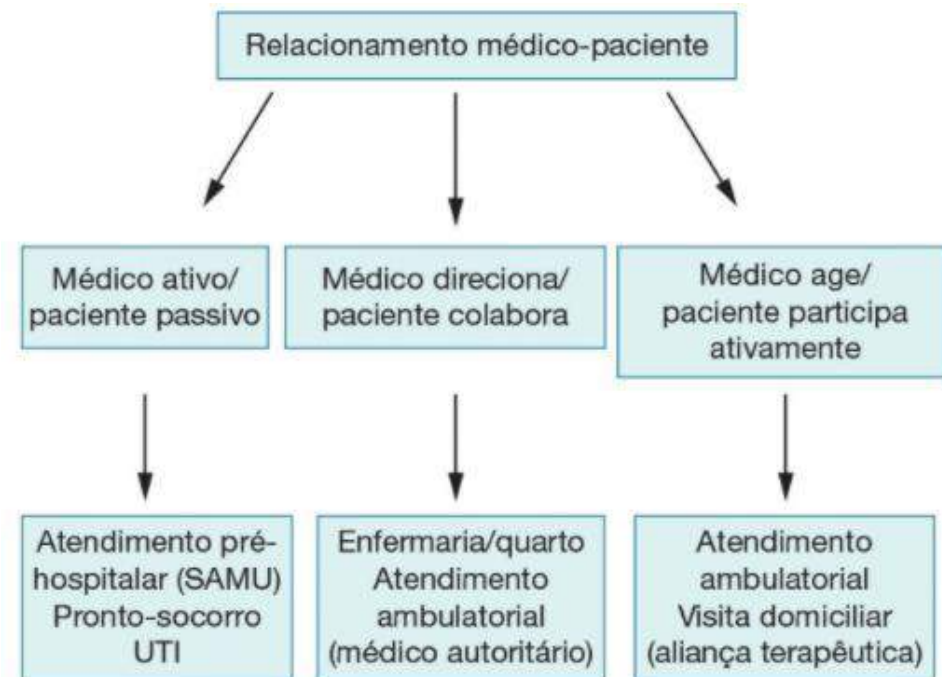 Relacionamento médico-paciente
Médico ativo/
paciente passivo
Médico direciona/
paciente colabora
Médico age/
paciente participa
ativamente
Atendimento pré-
hospitalar (SAMU)
Pronto-socorro
UTI
Enfermaria/quarto
Atendimento
ambulatorial
(médico autoritário)
Atendimento
ambulatorial
Visita domiciliar
(aliança terapêutica)